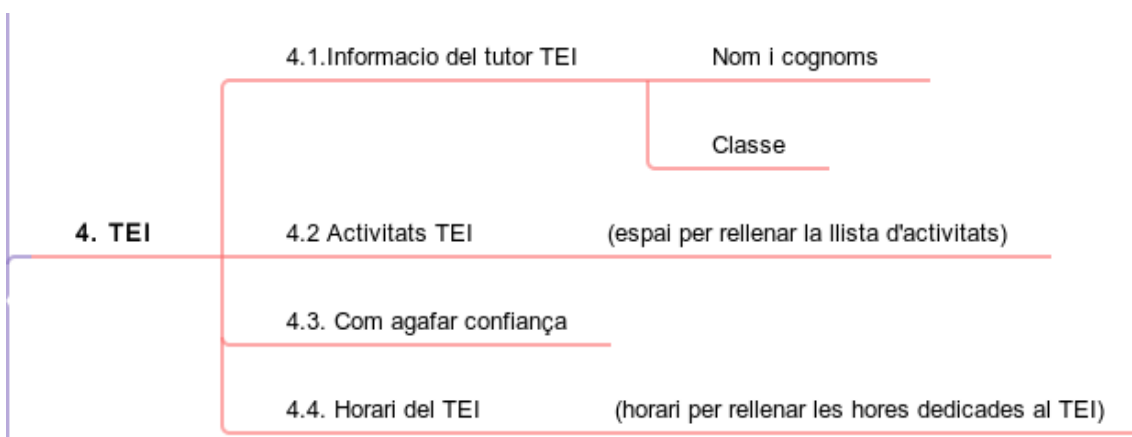 4.1.Informacio del tutor TEI
Nom i cognoms
Classe
4. TEI
4.2 Activitats TEI
(espai per rellenar la llista d'activitats)
4.3. Com agafar confiança
4.4. Horari del TEI
(horari per rellenar les hores dedicades al TEI)